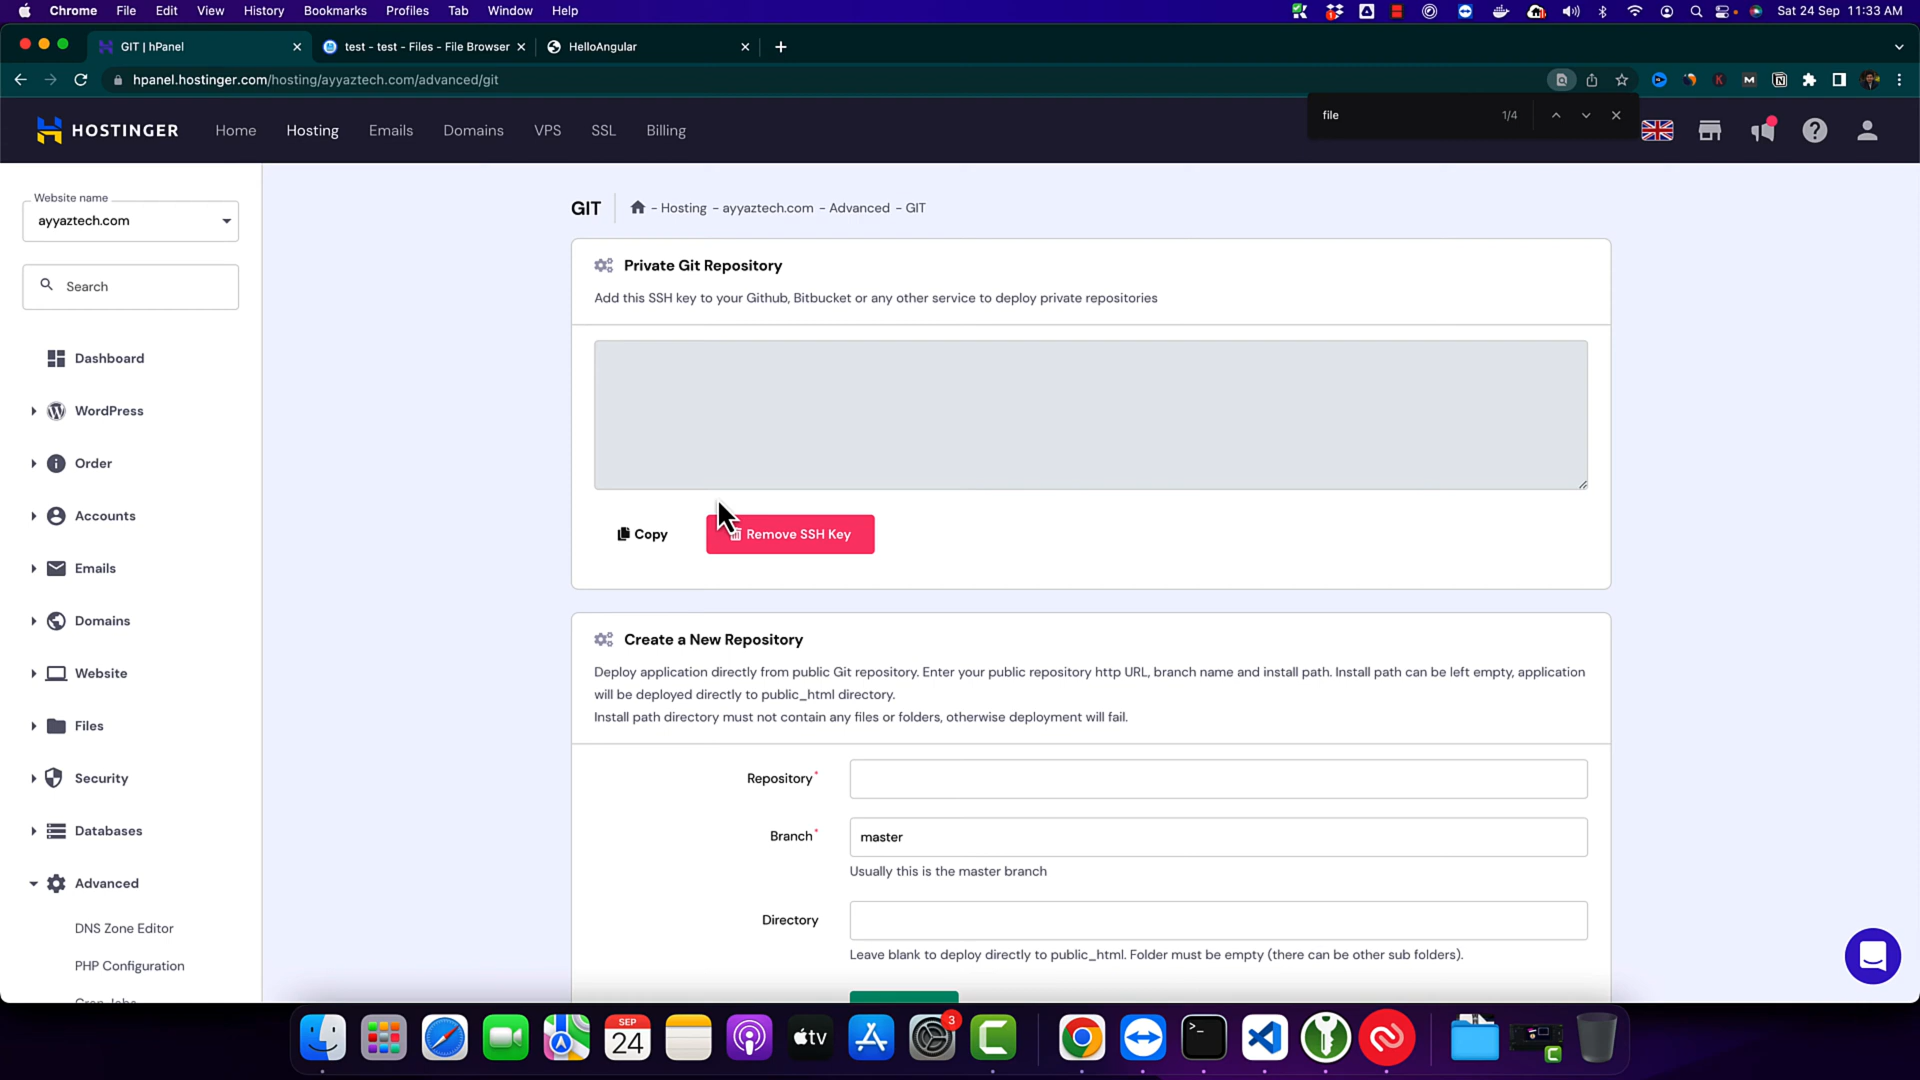 Chrome File Edit View History Bookmarks Profiles Tab Window Help Sat 24 Sep 11:33 AM
GIT | hPanel test - test - Files - File Browser HelloAngular
hpanel.hostinger.com/hosting/ayyaztech.com/advanced/git
file 1/4
HOSTINGER Home Hosting Emails Domains VPS SSL Billing
Website name
ayyaztech.com
Search
Dashboard
WordPress
Order
Accounts
Emails
Domains
Website
Files
Security
Databases
Advanced
DNS Zone Editor
PHP Configuration
Cron Jobs
GIT - Hosting - ayyaztech.com - Advanced - GIT
Private Git Repository
Add this SSH key to your Github, Bitbucket or any other service to deploy private repositories
Copy Remove SSH Key
Create a New Repository
Deploy application directly from public Git repository. Enter your public repository http URL, branch name and install path. Install path can be left empty, application
will be deployed directly to public_html directory.
Install path directory must not contain any files or folders, otherwise deployment will fail.
Repository*
Branch* master
Usually this is the master branch
Directory
Leave blank to deploy directly to public_html. Folder must be empty (there can be other sub folders).
SEP
24
tv
3